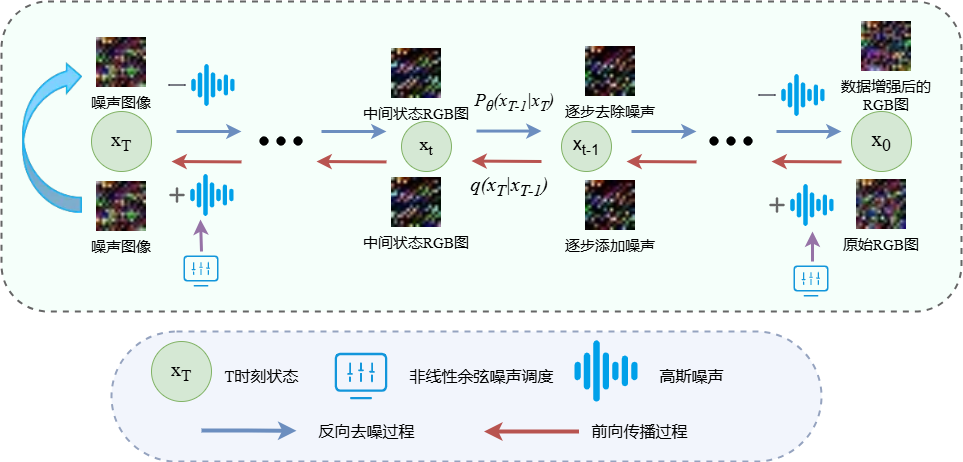 噪声图像
x_T
中间状态RGB图
x_t
P_θ(x_{T-1}|x_T)
q(x_T|x_{T-1})
逐步去除噪声
x_{t-1}
数据增强后的
RGB图
x_0
噪声图像
中间状态RGB图
逐步添加噪声
原始RGB图
x_T
T时刻状态
非线性余弦噪声调度
高斯噪声
反向去噪过程
前向传播过程